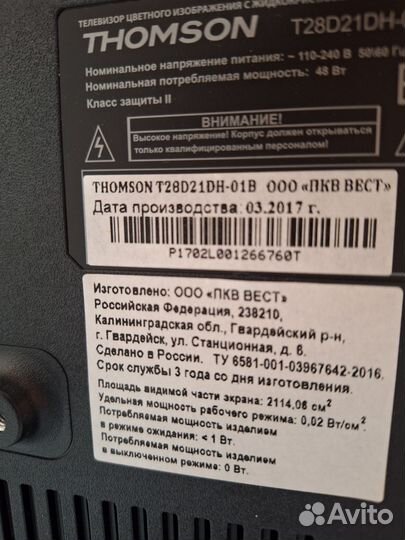 ТЕЛЕВИЗОР ЦВЕТНОГО ИЗОБРАЖЕНИЯ С
THOMSON T28D21DH-
Номинальное напряжение питания: ~ 110-240 В 50\60 Гц
Номинальная потребляемая мощность: 48 Вт
Класс защиты II
ВНИМАНИЕ!
Высокое напряжение! Корпус должен открываться
только квалифицированным персоналом!
THOMSON T28D21DH-01B ООО «ПКВ ВЕСТ»
Дата производства: 03.2017 г.
P1702L001266760T
Изготовлено: ООО «ПКВ ВЕСТ»
Российская Федерация, 238210,
Калининградская обл., Гвардейский р-н,
г. Гвардейск, ул. Станционная, д. 6.
Сделано в России. ТУ 6581-001-03967642-2016.
Срок службы 3 года со дня изготовления.
Площадь видимой части экрана: 2114,06 см²
Удельная мощность рабочего режима: 0,02 Вт/см²
Потребляемая мощность изделием
в режиме ожидания: < 1 Вт.
Потребляемая мощность изделием
в выключенном режиме: 0 Вт.
Avito